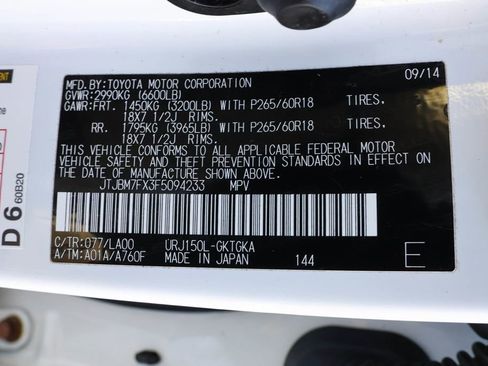 MFD.BY:TOYOTA MOTOR CORPORATION 09/14
GVWR:2990KG (6600LB)
GAWR:FRT. 1450KG (3200LB) WITH P265/60R18 TIRES,
18X7 1/2J RIMS.
RR. 1795KG (3965LB) WITH P265/60R18 TIRES,
18X7 1/2J RIMS.
THIS VEHICLE CONFORMS TO ALL APPLICABLE FEDERAL MOTOR
VEHICLE SAFETY AND THEFT PREVENTION STANDARDS IN EFFECT
ON THE DATE OF MANUFACTURE SHOWN ABOVE.
JTJBM7FX3F5094233 MPV
C/TR:077/LA00 URJ150L-GKTGKA
A/TM:A01A/A760F MADE IN JAPAN 144 E
D 6 60B20